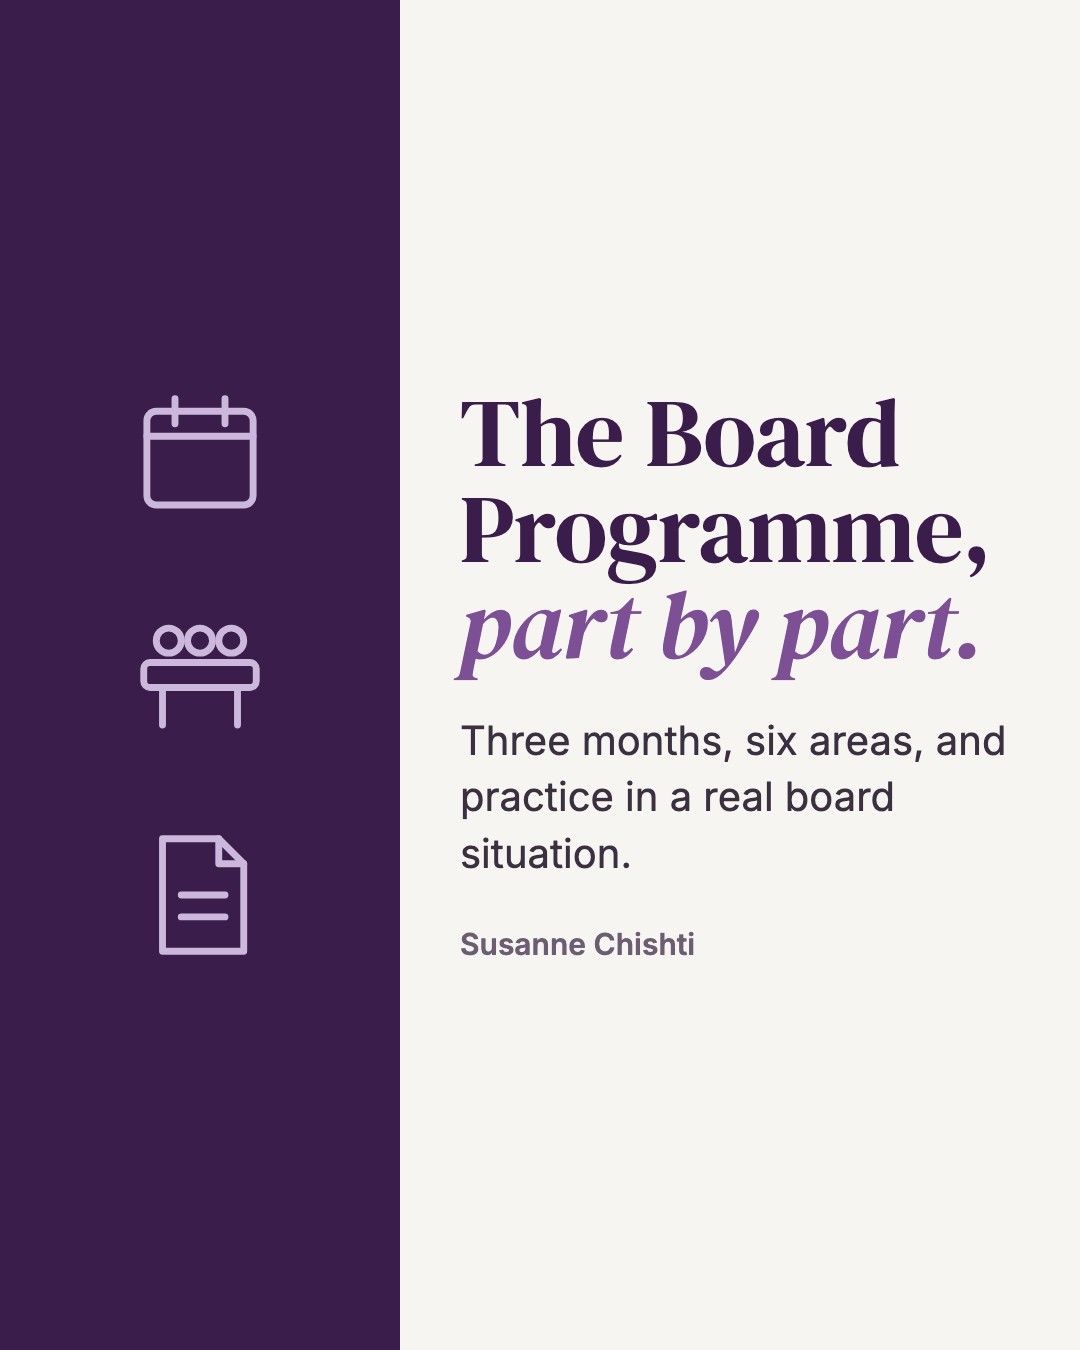 The Board
Programme,
part by part.
Three months, six areas, and
practice in a real board
situation.
Susanne Chishti